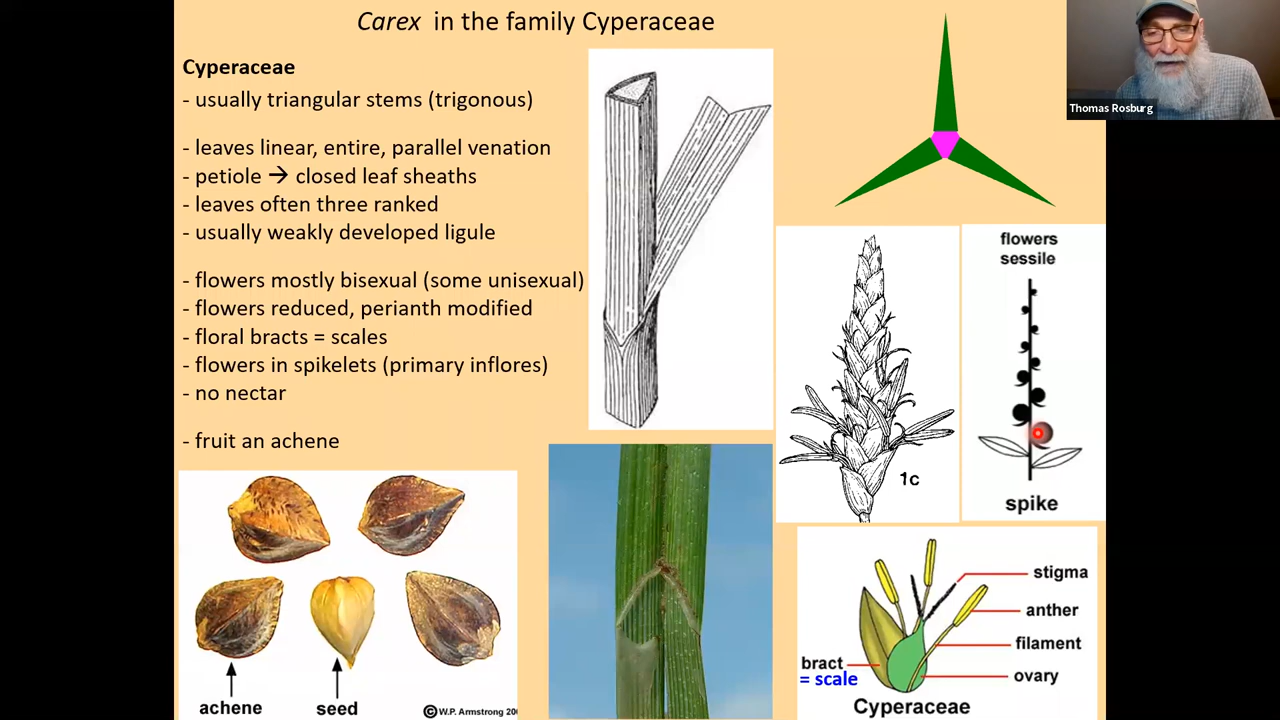 Carex in the family Cyperaceae
Thomas Rosburg
Cyperaceae
- usually triangular stems (trigonous)
- leaves linear, entire, parallel venation
- petiole → closed leaf sheaths
- leaves often three ranked
- usually weakly developed ligule
- flowers mostly bisexual (some unisexual)
- flowers reduced, perianth modified
- floral bracts = scales
- flowers in spikelets (primary inflores)
- no nectar
- fruit an achene
flowers
sessile
1c
spike
stigma
anther
filament
bract
= scale
ovary
Cyperaceae
achene
seed
©W.P. Armstrong